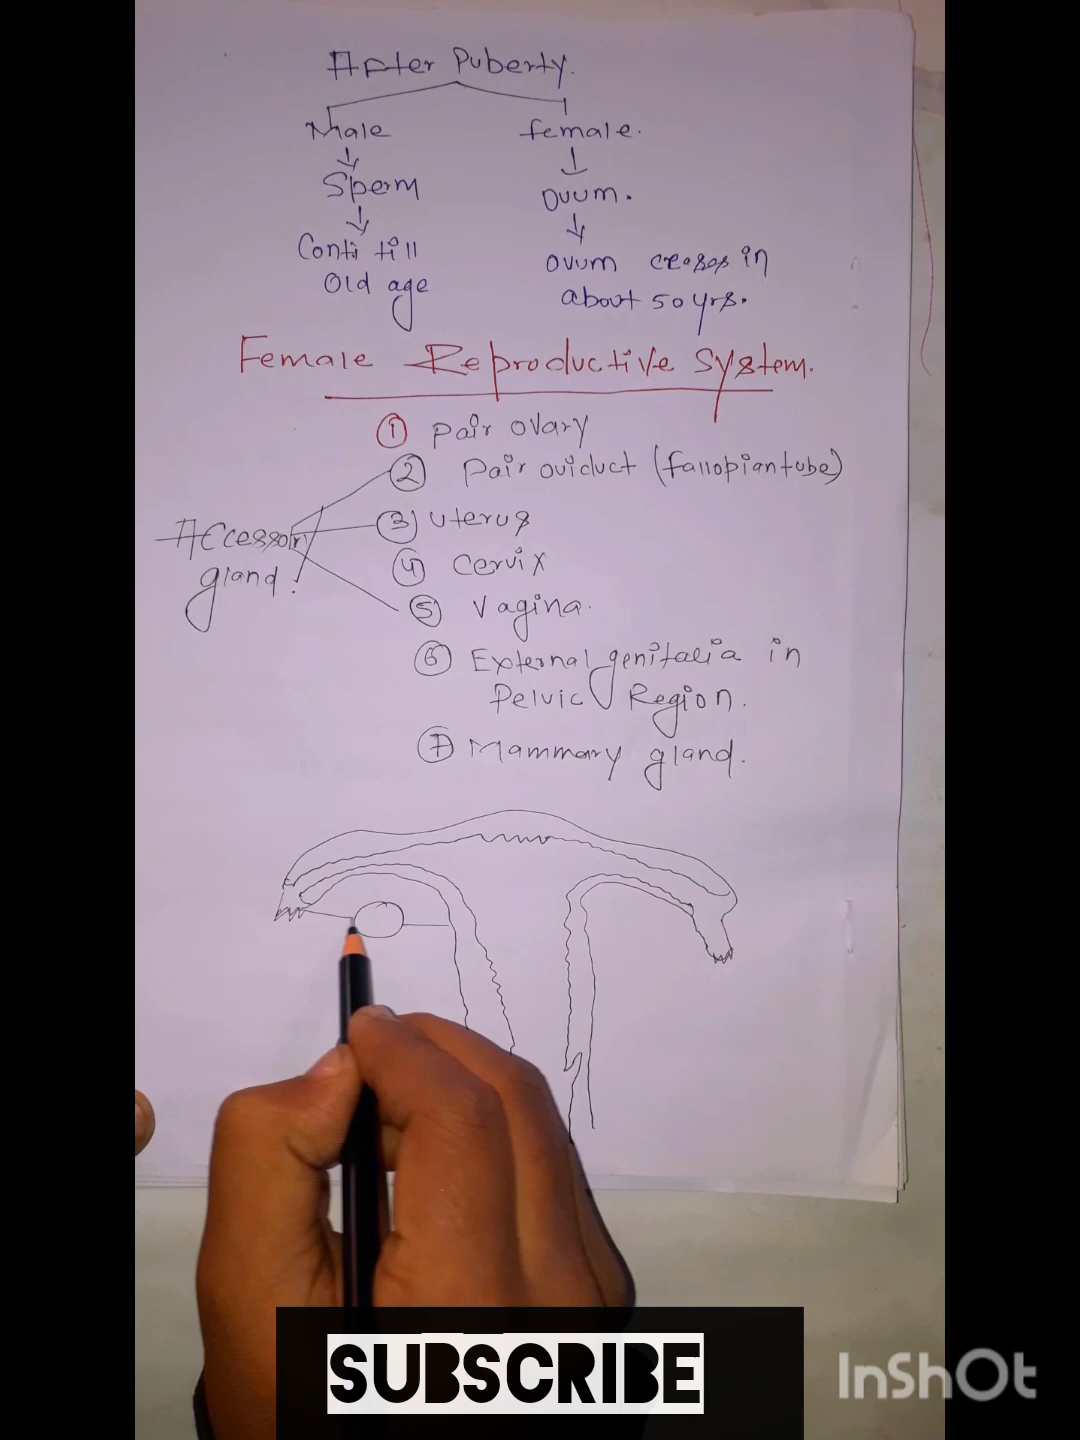 After Puberty.
Male
female.
Sperm
Ovum.
Conti till
Old age
Ovum ceases in
about 50 yrs.
Female Reproductive System.
① Pair ovary
② Pair oviduct (fallopian tube)
③ Uterus
④ Cervix
⑤ Vagina.
Accessory
gland.
⑥ External genitalia in
Pelvic Region.
⑦ Mammary gland.
SUBSCRIBE
InShOt